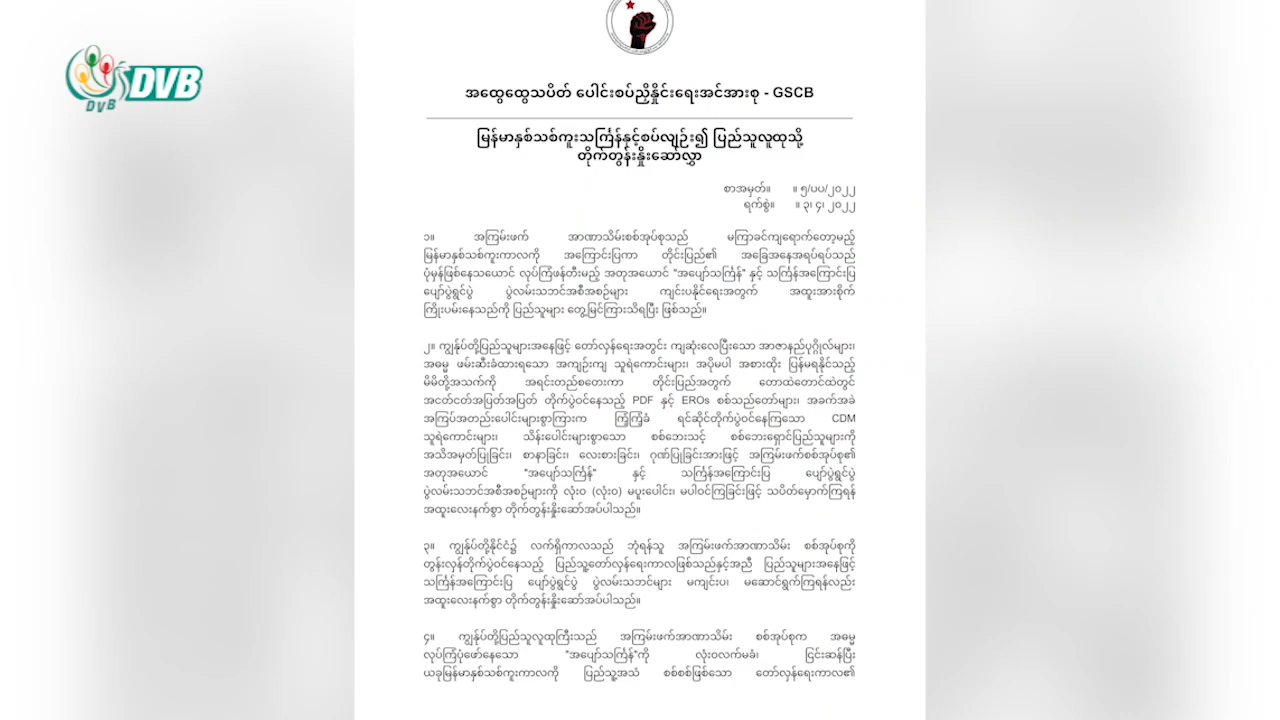 DVB
DVB
အထွေထွေသပိတ် ပေါင်းစပ်ညှိနှိုင်းရေးအင်အားစု - GSCB
မြန်မာနှစ်သစ်ကူးသင်္ကြန်နှင့်စပ်လျဉ်း၍ ပြည်သူလူထုသို့
တိုက်တွန်းနှိုးဆော်လွှာ
စာအမှတ်။ ။ ၅/ပပ/၂၀၂၂
ရက်စွဲ။ ။ ၃၊ ၄၊ ၂၀၂၂
၁။ အကြမ်းဖက် အာဏာသိမ်းစစ်အုပ်စုသည် မကြာခင်ကျရောက်တော့မည့်
မြန်မာနှစ်သစ်ကူးကာလကို အကြောင်းပြကာ တိုင်းပြည်၏ အခြေအနေအရပ်ရပ်သည်
ပုံမှန်ဖြစ်နေသယောင် လုပ်ကြံဖန်တီးမည့် အတုအယောင် "အပျော်သင်္ကြန်" နှင့် သင်္ကြန်အကြောင်းပြ
ပျော်ပွဲရွှင်ပွဲ ပွဲလမ်းသဘင်အစီအစဉ်များ ကျင်းပနိုင်ရေးအတွက် အထူးအားစိုက်
ကြိုးပမ်းနေသည်ကို ပြည်သူများ တွေ့မြင်ကြားသိရပြီး ဖြစ်သည်။
၂။ ကျွန်ုပ်တို့ပြည်သူများအနေဖြင့် တော်လှန်ရေးအတွင်း ကျဆုံးလေပြီးသော အာဇာနည်ပုဂ္ဂိုလ်များ၊
အဓမ္မ ဖမ်းဆီးခံထားရသော အကျဉ်းကျ သူရဲကောင်းများ၊ အပိုမပါ အစားထိုး ပြန်မရနိုင်သည့်
မိမိတို့အသက်ကို အရင်းတည်စတေးကာ တိုင်းပြည်အတွက် တောထဲတောင်ထဲတွင်
အငတ်ငတ်အပြတ်အပြတ် တိုက်ပွဲဝင်နေသည့် PDF နှင့် EROs စစ်သည်တော်များ၊ အခက်အခဲ
အကြပ်အတည်းပေါင်းများစွာကြားက ကြံ့ကြံ့ခံ ရင်ဆိုင်တိုက်ပွဲဝင်နေကြသော CDM
သူရဲကောင်းများ၊ သိန်းပေါင်းများစွာသော စစ်ဘေးသင့် စစ်ဘေးရှောင်ပြည်သူများကို
အသိအမှတ်ပြုခြင်း၊ စာနာခြင်း၊ လေးစားခြင်း၊ ဂုဏ်ပြုခြင်းအားဖြင့် အကြမ်းဖက်စစ်အုပ်စု၏
အတုအယောင် "အပျော်သင်္ကြန်" နှင့် သင်္ကြန်အကြောင်းပြ ပျော်ပွဲရွှင်ပွဲ
ပွဲလမ်းသဘင်အစီအစဉ်များကို လုံးဝ (လုံးဝ) မပူးပေါင်း၊ မပါဝင်ကြခြင်းဖြင့် သပိတ်မှောက်ကြရန်
အထူးလေးနက်စွာ တိုက်တွန်းနှိုးဆော်အပ်ပါသည်။
၃။ ကျွန်ုပ်တို့နိုင်ငံ၌ လက်ရှိကာလသည် ဘုံရန်သူ အကြမ်းဖက်အာဏာသိမ်း စစ်အုပ်စုကို
တွန်းလှန်တိုက်ပွဲဝင်နေသည့် ပြည်သူ့တော်လှန်ရေးကာလဖြစ်သည်နှင့်အညီ ပြည်သူများအနေဖြင့်
သင်္ကြန်အကြောင်းပြ ပျော်ပွဲရွှင်ပွဲ ပွဲလမ်းသဘင်များ မကျင်းပ၊ မဆောင်ရွက်ကြရန်လည်း
အထူးလေးနက်စွာ တိုက်တွန်းနှိုးဆော်အပ်ပါသည်။
၄။ ကျွန်ုပ်တို့ပြည်သူလူထုကြီးသည် အကြမ်းဖက်အာဏာသိမ်း စစ်အုပ်စုက အဓမ္မ
လုပ်ကြံပုံဖော်နေသော "အပျော်သင်္ကြန်"ကို လုံးဝလက်မခံ၊ ငြင်းဆန်ပြီး
ယခုမြန်မာနှစ်သစ်ကူးကာလကို ပြည်သူ့အသံ စစ်စစ်ဖြစ်သော တော်လှန်ရေးကာလ၏